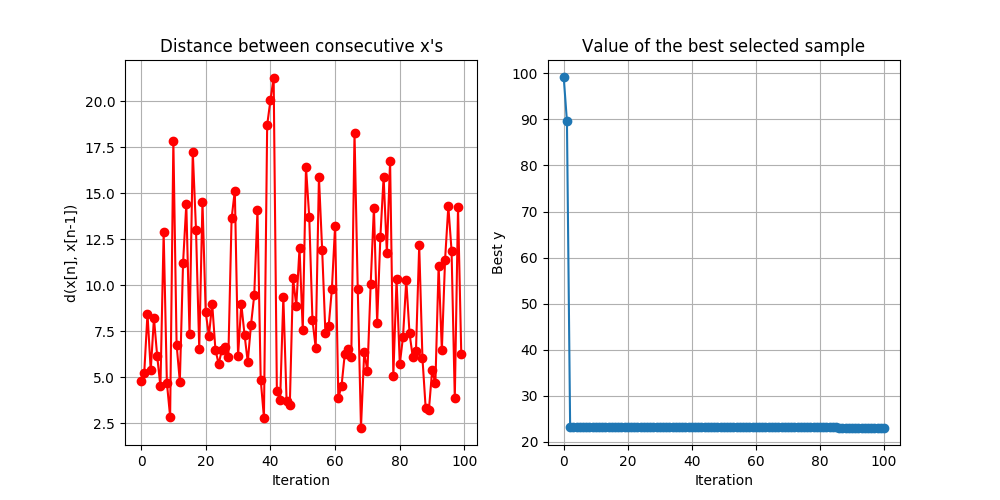 Distance between consecutive x's
d(x[n], x[n-1])
20.0
17.5
15.0
12.5
10.0
7.5
5.0
2.5
0 20 40 60 80 100
Iteration
Value of the best selected sample
Best y
100
90
80
70
60
50
40
30
20
0 20 40 60 80 100
Iteration